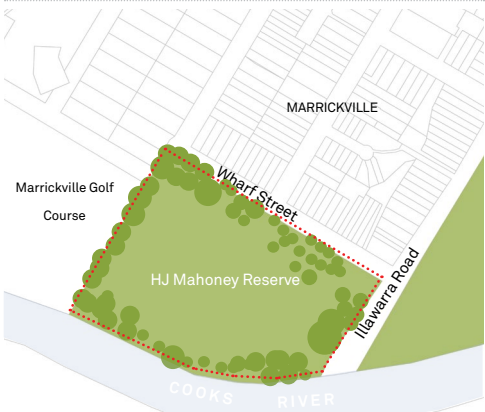 MARRICKVILLE
Marrickville Golf
Course
Wharf Street
HJ Mahoney Reserve
Illawarra Road
COOKS RIVER